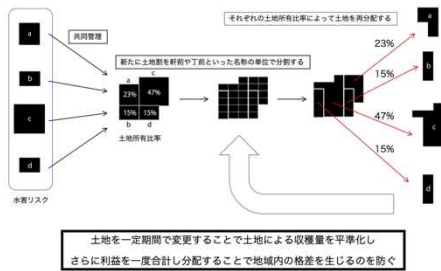 それぞれの土地所有比率によって土地を再分配する
共同管理
新たに土地割を軒前や丁前といった名称の単位で分割する
a
b
c
d
水害リスク
a
c
23%
47%
15%
15%
b
d
土地所有比率
23%
15%
47%
15%
a
b
c
d
土地を一定期間で変更することで土地による収穫量を平準化し
さらに利益を一度合計し分配することで地域内の格差を生じるのを防ぐ